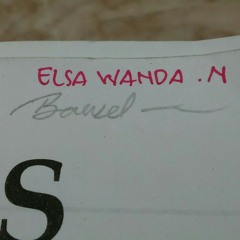 ELSA WANDA . N
S